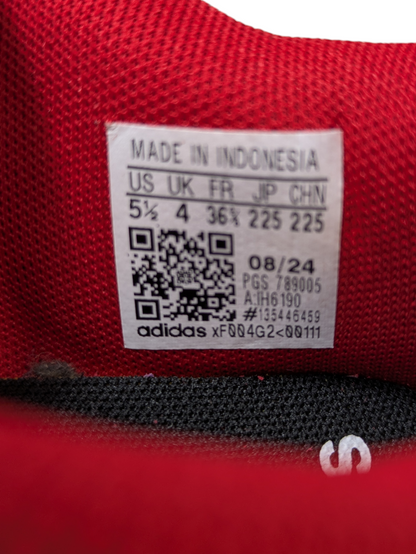 MADE IN INDONESIA
US UK FR JP CHN
5½ 4 36⅔ 225 225
08/24
PGS 789005
A:IH6190
#135446459
adidas xF004G2<00111
S